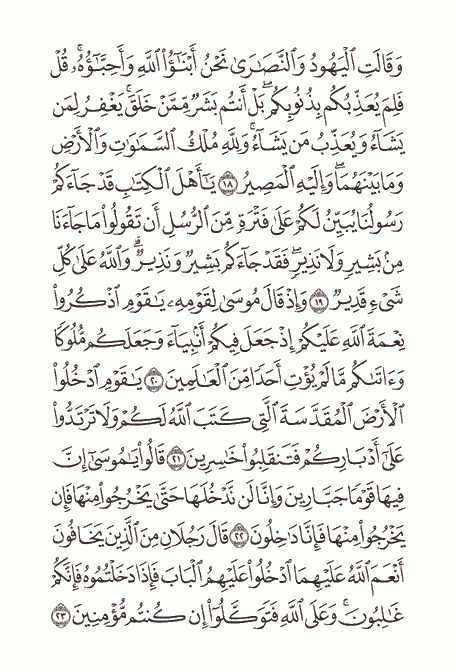 وَقَالَتِ ٱلۡيَهُودُ وَٱلنَّصَٰرَىٰ نَحۡنُ أَبۡنَٰٓؤُاْ ٱللَّهِ وَأَحِبَّٰٓؤُهُۥۚ قُلۡ
فَلِمَ يُعَذِّبُكُم بِذُنُوبِكُمۖ بَلۡ أَنتُم بَشَرٞ مِّمَّنۡ خَلَقَۚ يَغۡفِرُ لِمَن
يَشَآءُ وَيُعَذِّبُ مَن يَشَآءُۚ وَلِلَّهِ مُلۡكُ ٱلسَّمَٰوَٰتِ وَٱلۡأَرۡضِ
وَمَا بَيۡنَهُمَاۖ وَإِلَيۡهِ ٱلۡمَصِيرُ ١٨ يَٰٓأَهۡلَ ٱلۡكِتَٰبِ قَدۡ جَآءَكُمۡ
رَسُولُنَا يُبَيِّنُ لَكُمۡ عَلَىٰ فَتۡرَةٖ مِّنَ ٱلرُّسُلِ أَن تَقُولُواْ مَا جَآءَنَا
مِنۢ بَشِيرٖ وَلَا نَذِيرٖۖ فَقَدۡ جَآءَكُم بَشِيرٞ وَنَذِيرٞۗ وَٱللَّهُ عَلَىٰ كُلِّ
شَيۡءٖ قَدِيرٞ ١٩ وَإِذۡ قَالَ مُوسَىٰ لِقَوۡمِهِۦ يَٰقَوۡمِ ٱذۡكُرُواْ
نِعۡمَةَ ٱللَّهِ عَلَيۡكُمۡ إِذۡ جَعَلَ فِيكُمۡ أَنۢبِيَآءَ وَجَعَلَكُم مُّلُوكٗا
وَءَاتَىٰكُم مَّا لَمۡ يُؤۡتِ أَحَدٗا مِّنَ ٱلۡعَٰلَمِينَ ٢٠ يَٰقَوۡمِ ٱدۡخُلُواْ
ٱلۡأَرۡضَ ٱلۡمُقَدَّسَةَ ٱلَّتِي كَتَبَ ٱللَّهُ لَكُمۡ وَلَا تَرۡتَدُّواْ
عَلَىٰٓ أَدۡبَارِكُمۡ فَتَنقَلِبُواْ خَٰسِرِينَ ٢١ قَالُواْ يَٰمُوسَىٰٓ إِنَّ
فِيهَا قَوۡمٗا جَبَّارِينَ وَإِنَّا لَن نَّدۡخُلَهَا حَتَّىٰ يَخۡرُجُواْ مِنۡهَا فَإِن
يَخۡرُجُواْ مِنۡهَا فَإِنَّا دَٰخِلُونَ ٢٢ قَالَ رَجُلَانِ مِنَ ٱلَّذِينَ يَخَافُونَ
أَنۡعَمَ ٱللَّهُ عَلَيۡهِمَا ٱدۡخُلُواْ عَلَيۡهِمُ ٱلۡبَابَ فَإِذَا دَخَلۡتُمُوهُ فَإِنَّكُمۡ
غَٰلِبُونَۚ وَعَلَى ٱللَّهِ فَتَوَكَّلُوٓاْ إِن كُنتُم مُّؤۡمِنِينَ ٢٣